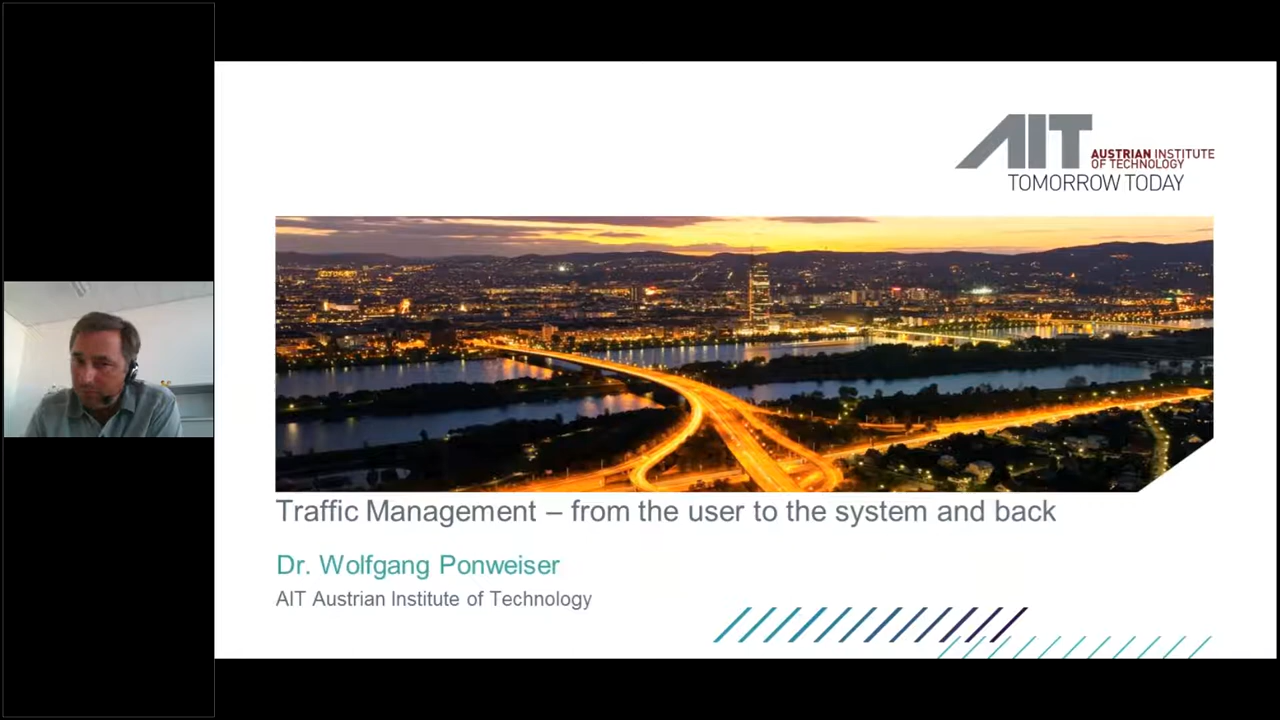 AIT
AUSTRIAN INSTITUTE
OF TECHNOLOGY
TOMORROW TODAY
Traffic Management – from the user to the system and back
Dr. Wolfgang Ponweiser
AIT Austrian Institute of Technology